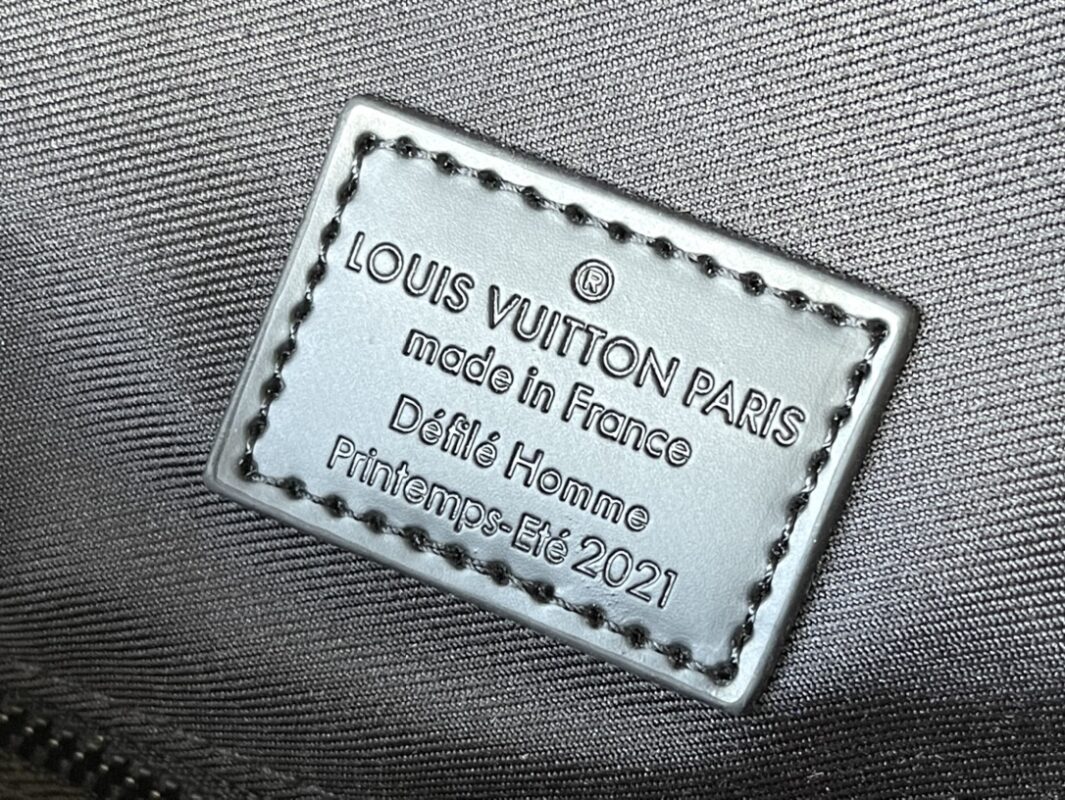 ®
LOUIS VUITTON PARIS
made in France
Défilé Homme
Printemps-Eté 2021